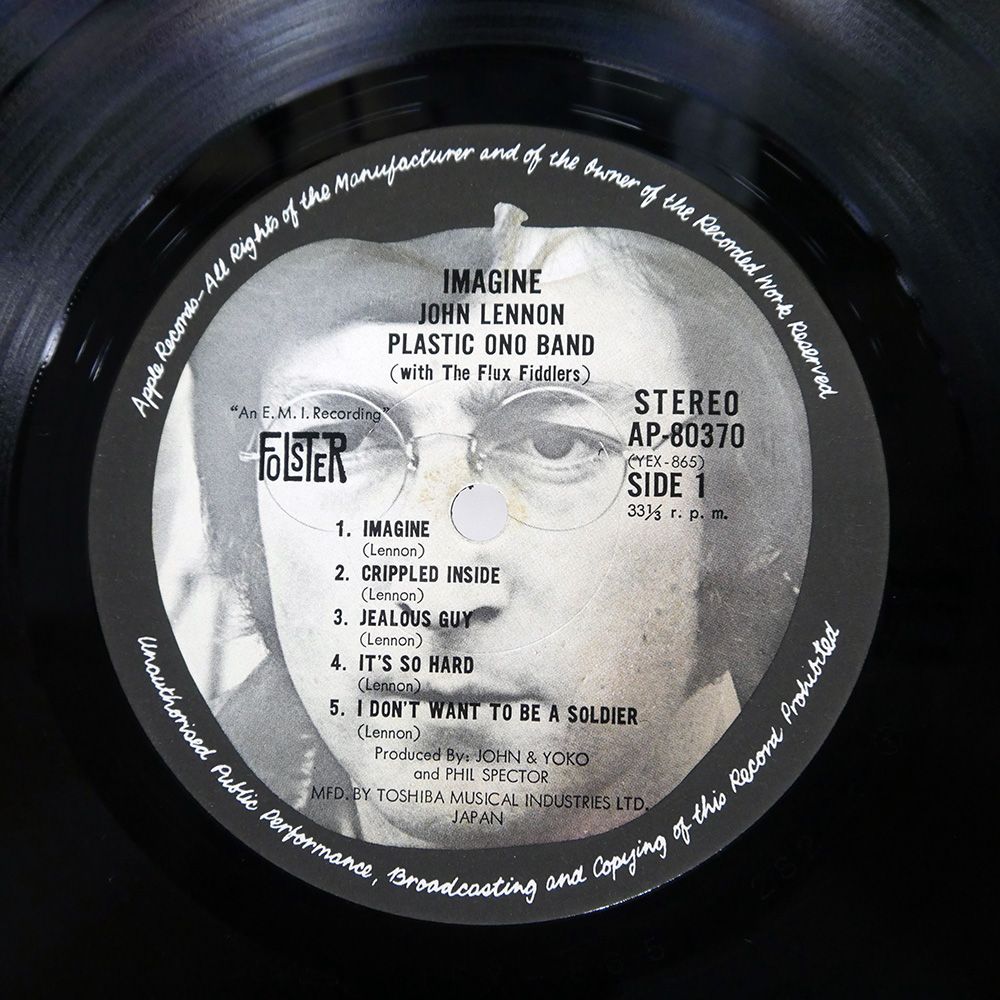 Apple Records-All Rights of the Manufacturer and of the Owner of the Recorded Work Reserved
IMAGINE
JOHN LENNON
PLASTIC ONO BAND
(with The Flux Fiddlers)
"An E.M.I. Recording"
FOLSTER
STEREO
AP-80370
(YEX-865)
SIDE 1
33⅓ r. p. m.
1. IMAGINE
(Lennon)
2. CRIPPLED INSIDE
(Lennon)
3. JEALOUS GUY
(Lennon)
4. IT'S SO HARD
(Lennon)
5. I DON'T WANT TO BE A SOLDIER
(Lennon)
Produced By: JOHN & YOKO
and PHIL SPECTOR
MFD. BY TOSHIBA MUSICAL INDUSTRIES LTD.
JAPAN
Unauthorised Public Performance, Broadcasting and Copying of this Record Prohibited